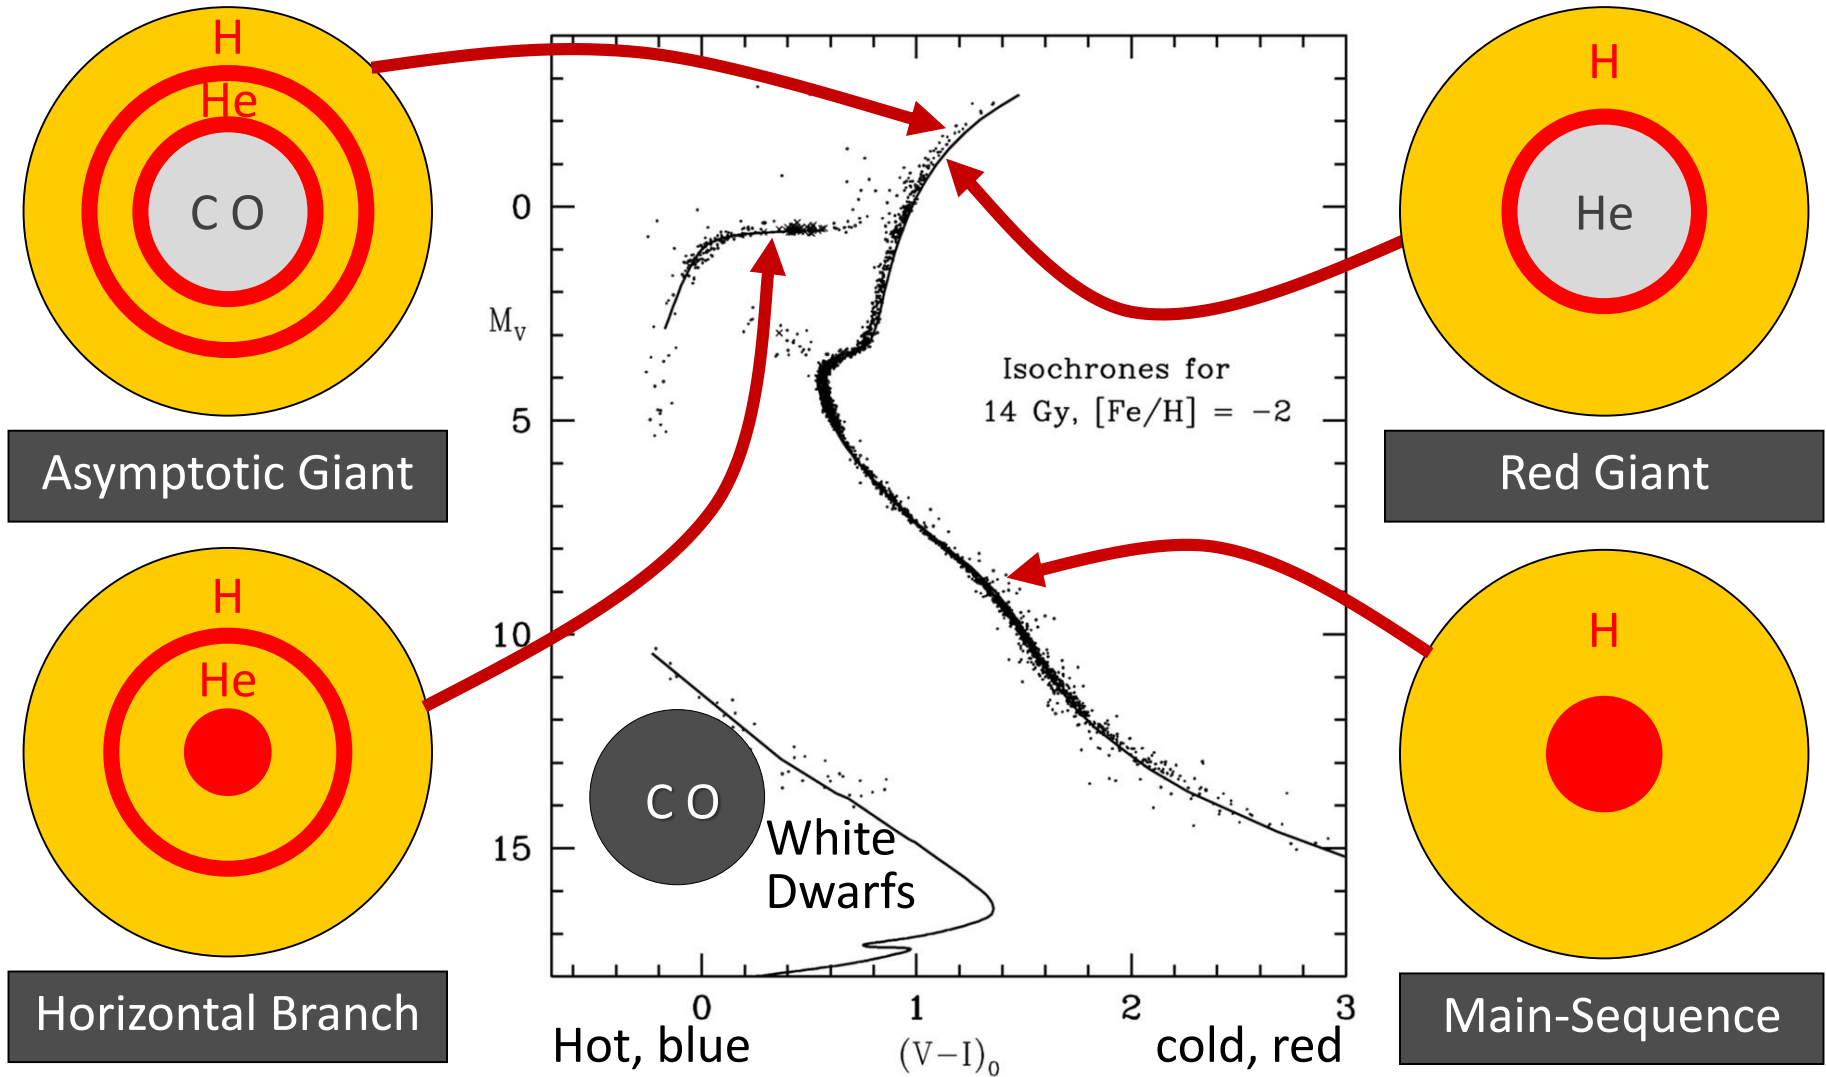 H
He
C O
Asymptotic Giant
H
He
Horizontal Branch
0
5
10
15
M_V
Isochrones for
14 Gy, [Fe/H] = −2
C O
White
Dwarfs
0 1 2 3
Hot, blue
(V−I)₀
cold, red
H
He
Red Giant
H
Main-Sequence